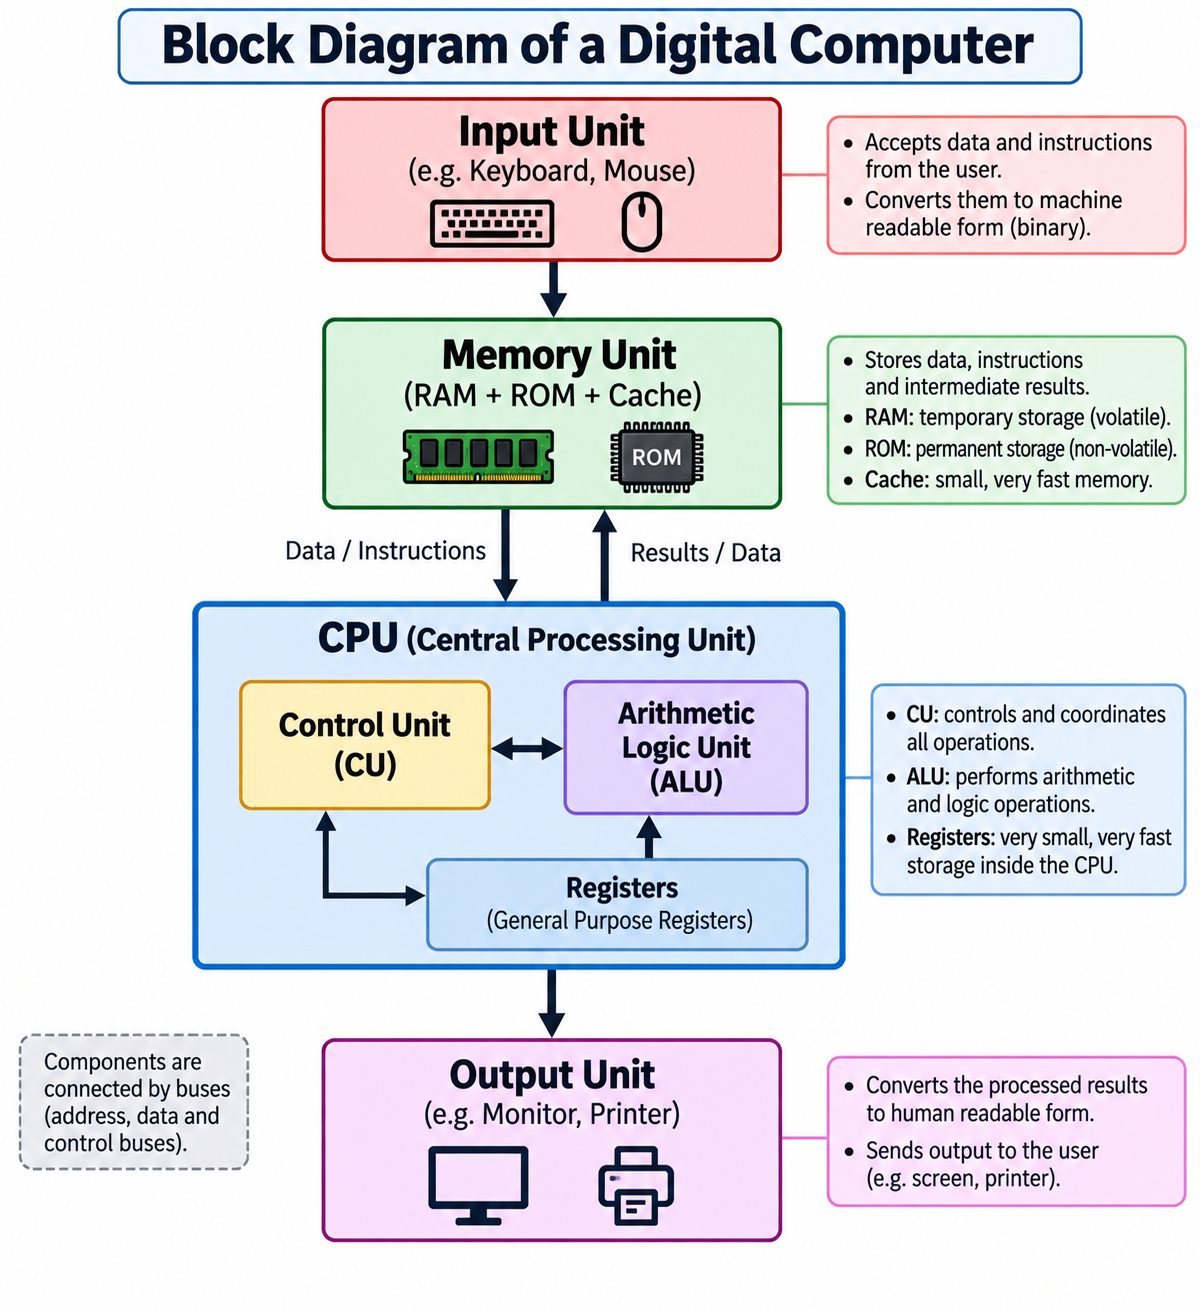 Block Diagram of a Digital Computer
Input Unit
(e.g. Keyboard, Mouse)
• Accepts data and instructions
from the user.
• Converts them to machine
readable form (binary).
Memory Unit
(RAM + ROM + Cache)
ROM
• Stores data, instructions
and intermediate results.
• RAM: temporary storage (volatile).
• ROM: permanent storage (non-volatile).
• Cache: small, very fast memory.
Data / Instructions
Results / Data
CPU (Central Processing Unit)
Control Unit
(CU)
Arithmetic
Logic Unit
(ALU)
Registers
(General Purpose Registers)
• CU: controls and coordinates
all operations.
• ALU: performs arithmetic
and logic operations.
• Registers: very small, very fast
storage inside the CPU.
Components are
connected by buses
(address, data and
control buses).
Output Unit
(e.g. Monitor, Printer)
• Converts the processed results
to human readable form.
• Sends output to the user
(e.g. screen, printer).